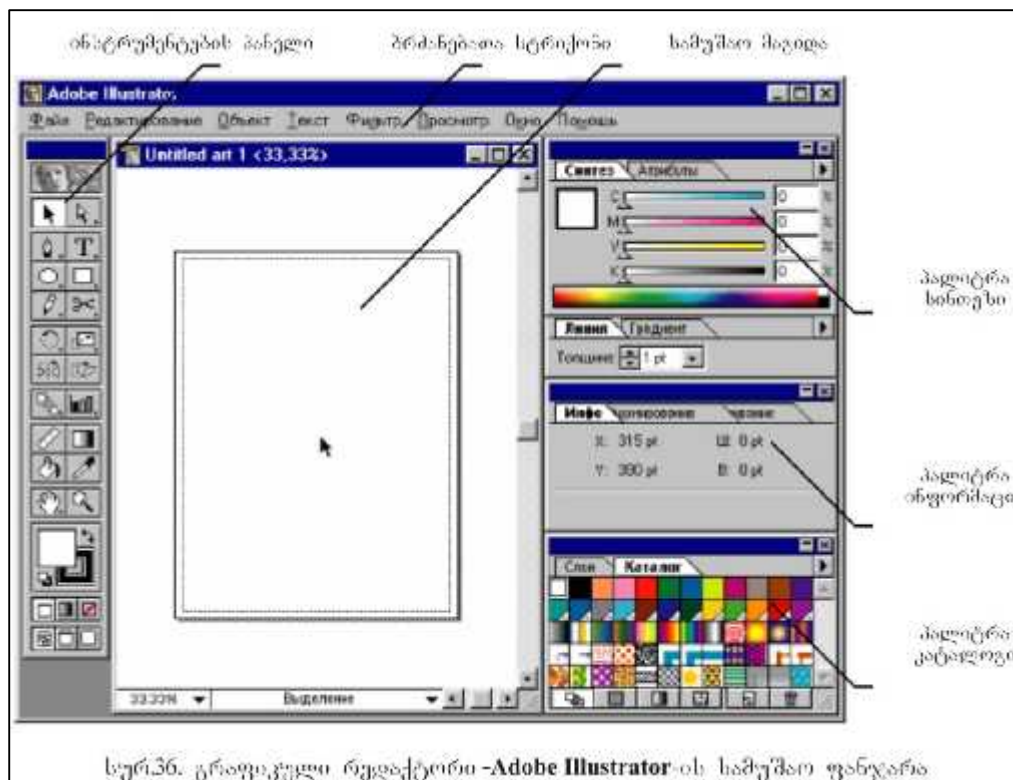 ინსტრუმენტების პანელი ბრძანებათა სტრიქონი სამუშაო მაგიდა
Adobe Illustrator
Файл Редактирование Объект Текст Фильтр Просмотр Окно Помощь
Untitled art 1 <33,33%>
Синтез Атрибуты
C 0 %
M 0 %
Y 0 %
K 0 %
პალიტრა
სინთეზი
Линия Градиент
Толщина: 1 pt
Инфо
X: 315 pt Ш: 0 pt
Y: 390 pt В: 0 pt
პალიტრა
ინფორმაცი
Слои Каталог
პალიტრა
კატალოგი
33.33% Выделение
სურ.36. გრაფიკული რედაქტორი -Adobe Illustrator-ის სამუშაო ფანჯარა